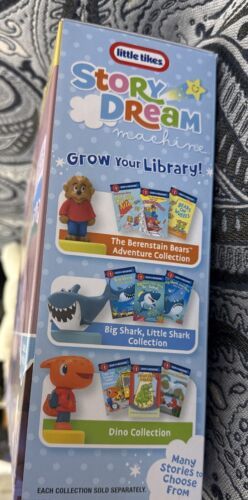 little tikes
STORY
DREAM
machine
GROW YOUR LIBRARY!
The Berenstain Bears™
Adventure Collection
Big Shark, Little Shark
Collection
Dino Collection
EACH COLLECTION SOLD SEPARATELY.
Many
Stories to
Choose
From